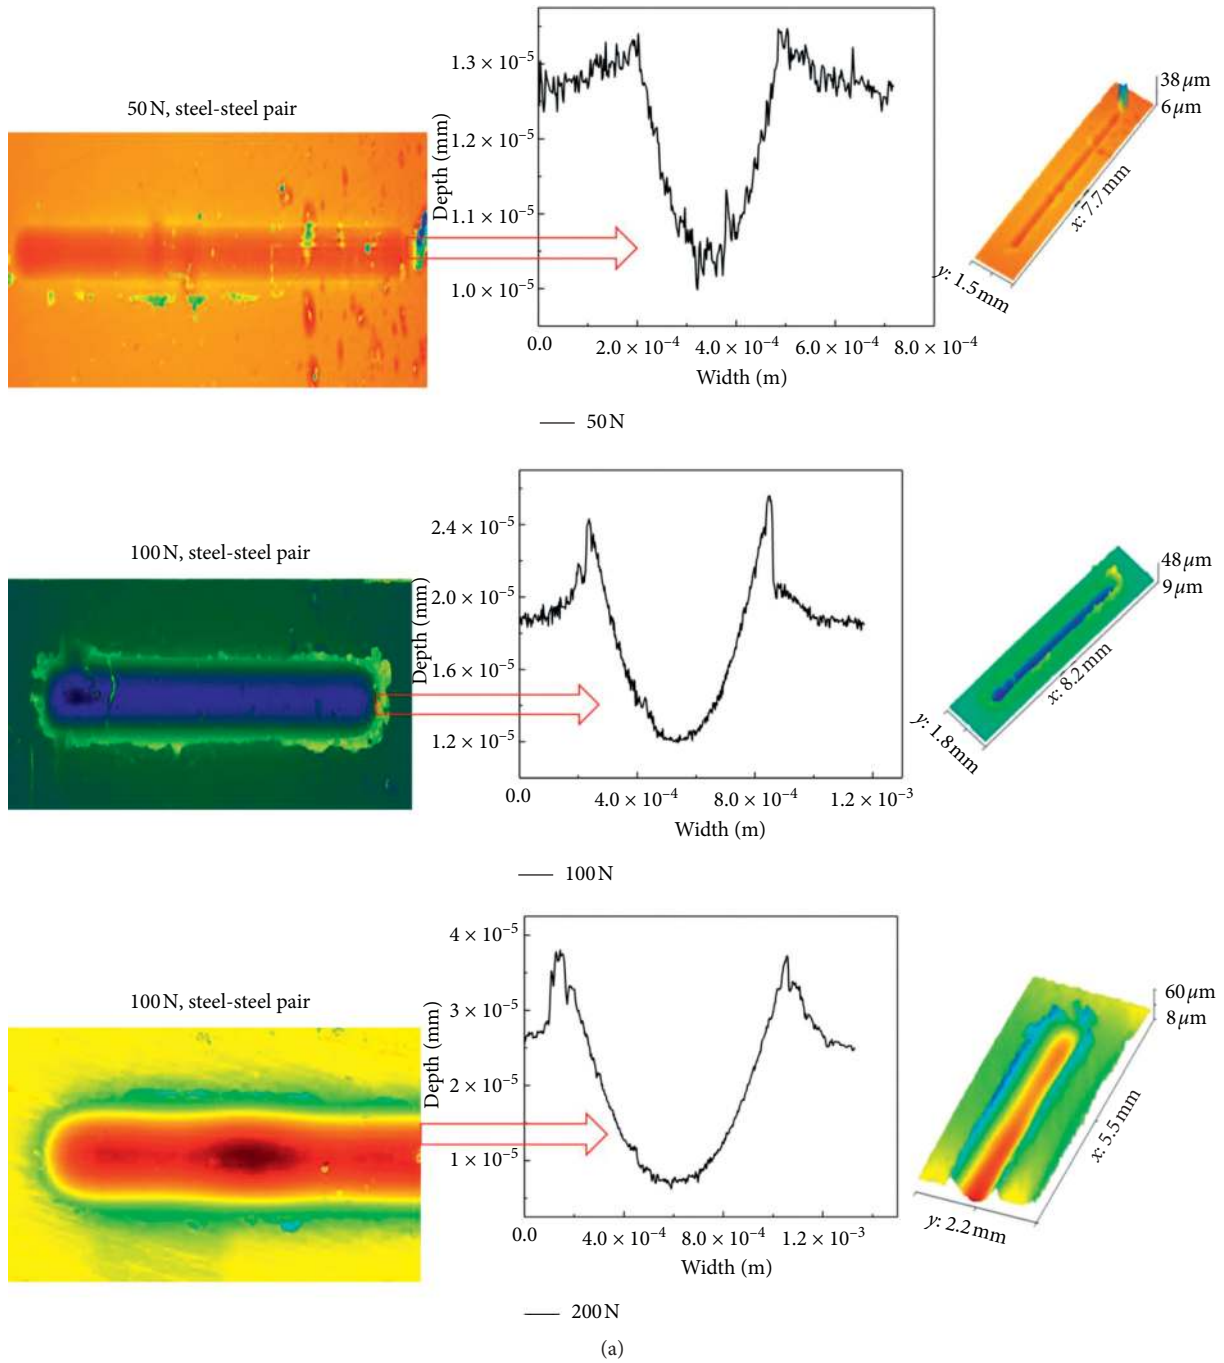 50 N, steel-steel pair
Depth (mm)
1.3 × 10⁻⁵
1.2 × 10⁻⁵
1.1 × 10⁻⁵
1.0 × 10⁻⁵
0.0 2.0 × 10⁻⁴ 4.0 × 10⁻⁴ 6.0 × 10⁻⁴ 8.0 × 10⁻⁴
Width (m)
50 N
38 μm
6 μm
x: 7.7 mm
y: 1.5 mm
100 N, steel-steel pair
Depth (mm)
2.4 × 10⁻⁵
2.0 × 10⁻⁵
1.6 × 10⁻⁵
1.2 × 10⁻⁵
0.0 4.0 × 10⁻⁴ 8.0 × 10⁻⁴ 1.2 × 10⁻³
Width (m)
100 N
48 μm
9 μm
x: 8.2 mm
y: 1.8 mm
100 N, steel-steel pair
Depth (mm)
4 × 10⁻⁵
3 × 10⁻⁵
2 × 10⁻⁵
1 × 10⁻⁵
0.0 4.0 × 10⁻⁴ 8.0 × 10⁻⁴ 1.2 × 10⁻³
Width (m)
200 N
60 μm
8 μm
x: 5.5 mm
y: 2.2 mm
(a)